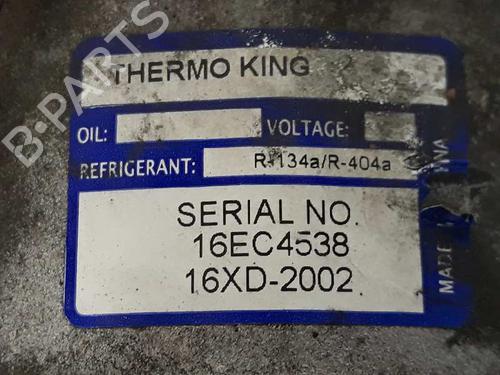 B-PARTS
THERMO KING
OIL: VOLTAGE:
REFRIGERANT: R-134a/R-404a
SERIAL NO.
16EC4538
16XD-2002
MADE